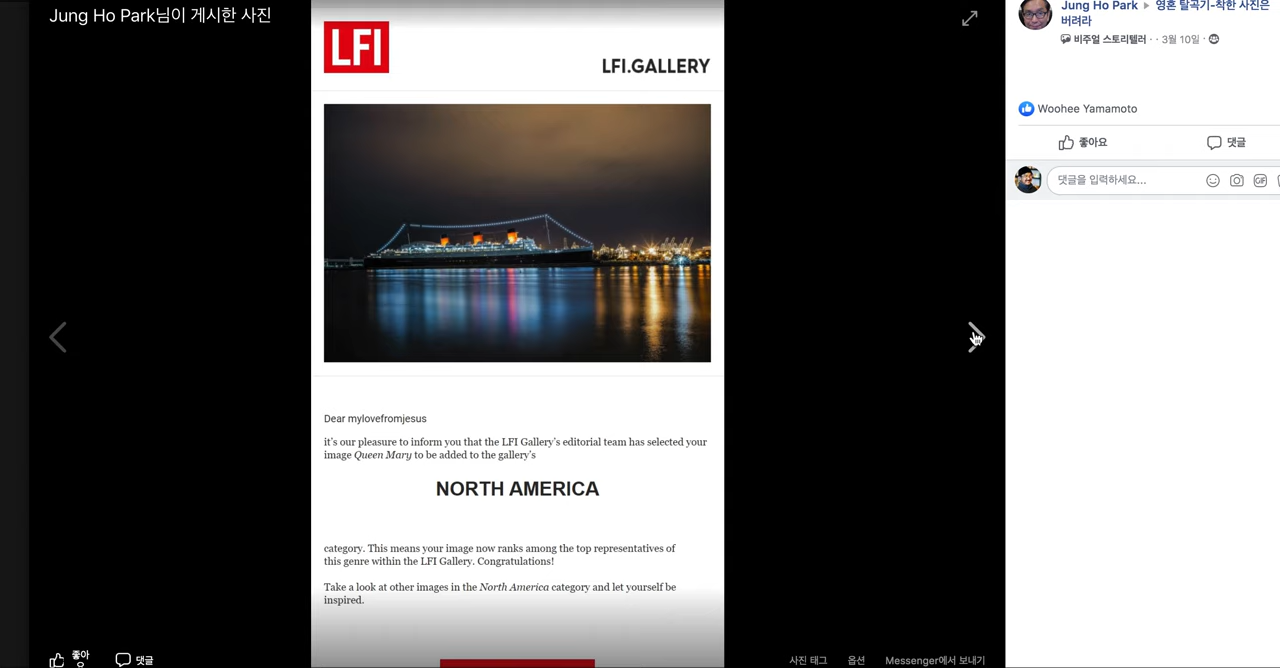 Jung Ho Park님이 게시한 사진
LFI
LFI.GALLERY
Dear mylovefromjesus
it's our pleasure to inform you that the LFI Gallery's editorial team has selected your
image Queen Mary to be added to the gallery's
NORTH AMERICA
category. This means your image now ranks among the top representatives of
this genre within the LFI Gallery. Congratulations!
Take a look at other images in the North America category and let yourself be
inspired.
좋아
요
댓글
사진 태그
옵션
Messenger에서 보내기
Jung Ho Park ▶ 영혼 탈곡기-착한 사진은
버려라
비주얼 스토리텔러 · · 3월 10일 ·
Woohee Yamamoto
좋아요
댓글
댓글을 입력하세요...
GIF